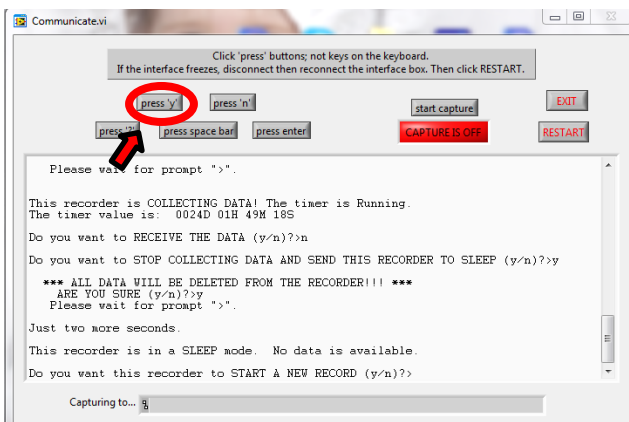 Communicate.vi
Click 'press' buttons; not keys on the keyboard.
If the interface freezes, disconnect then reconnect the interface box. Then click RESTART.
press 'y'
press 'n'
start capture
EXIT
press
press space bar
press enter
CAPTURE IS OFF
RESTART
Please wait for prompt ">".
This recorder is COLLECTING DATA! The timer is Running.
The timer value is:  0024D 01H 49M 18S
Do you want to RECEIVE THE DATA (y/n)?>n
Do you want to STOP COLLECTING DATA AND SEND THIS RECORDER TO SLEEP (y/n)?>y
*** ALL DATA WILL BE DELETED FROM THE RECORDER!!! ***
ARE YOU SURE (y/n)?>y
Please wait for prompt ">".
Just two more seconds.
This recorder is in a SLEEP mode.  No data is available.
Do you want this recorder to START A NEW RECORD (y/n)?>
Capturing to...